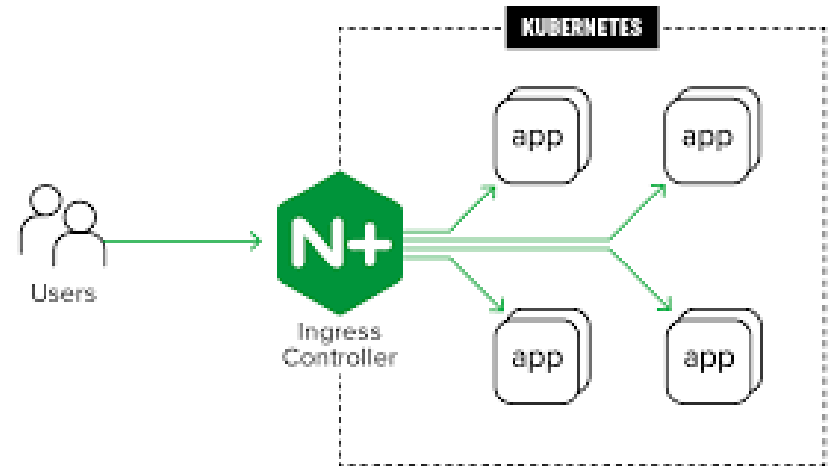 KUBERNETES
app
app
N+
Users
Ingress
Controller
app
app